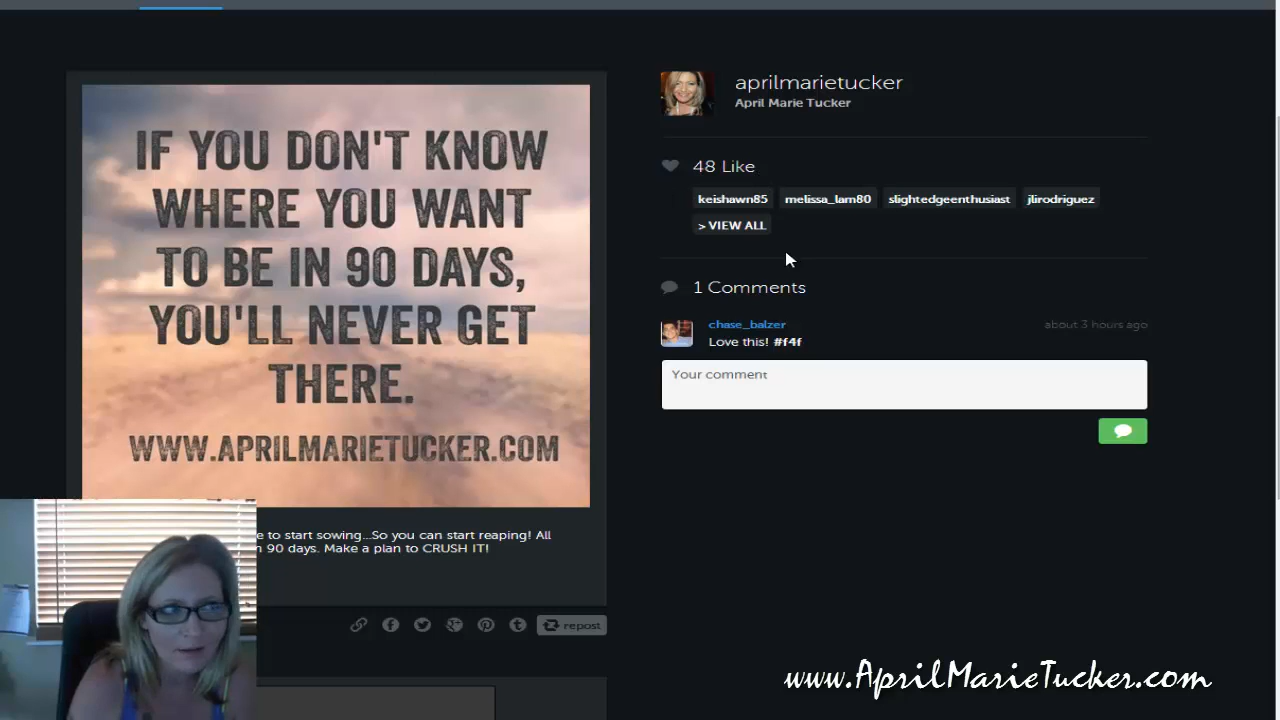 IF YOU DON'T KNOW
WHERE YOU WANT
TO BE IN 90 DAYS,
YOU'LL NEVER GET
THERE.
WWW.APRILMARIETUCKER.COM
to start sowing...So you can start reaping! All
90 days. Make a plan to CRUSH IT!
repost
aprilmarietucker
April Marie Tucker
48 Like
keishawn85 melissa_lam80 slightedgeenthusiast jlirodriguez
> VIEW ALL
1 Comments
chase_balzer about 3 hours ago
Love this! #f4f
Your comment
www.AprilMarieTucker.com